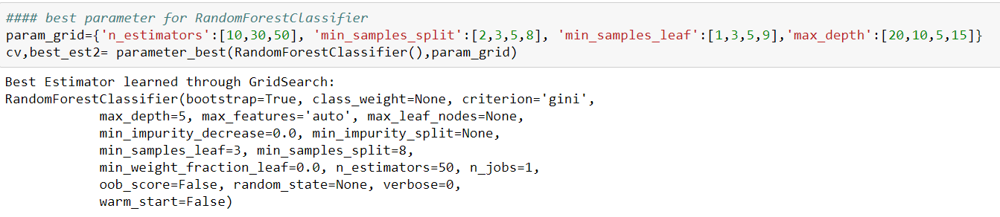 #### best parameter for RandomForestClassifier
param_grid={'n_estimators':[10,30,50], 'min_samples_split':[2,3,5,8], 'min_samples_leaf':[1,3,5,9],'max_depth':[20,10,5,15]}
cv,best_est2= parameter_best(RandomForestClassifier(),param_grid)
Best Estimator learned through GridSearch:
RandomForestClassifier(bootstrap=True, class_weight=None, criterion='gini',
            max_depth=5, max_features='auto', max_leaf_nodes=None,
            min_impurity_decrease=0.0, min_impurity_split=None,
            min_samples_leaf=3, min_samples_split=8,
            min_weight_fraction_leaf=0.0, n_estimators=50, n_jobs=1,
            oob_score=False, random_state=None, verbose=0,
            warm_start=False)